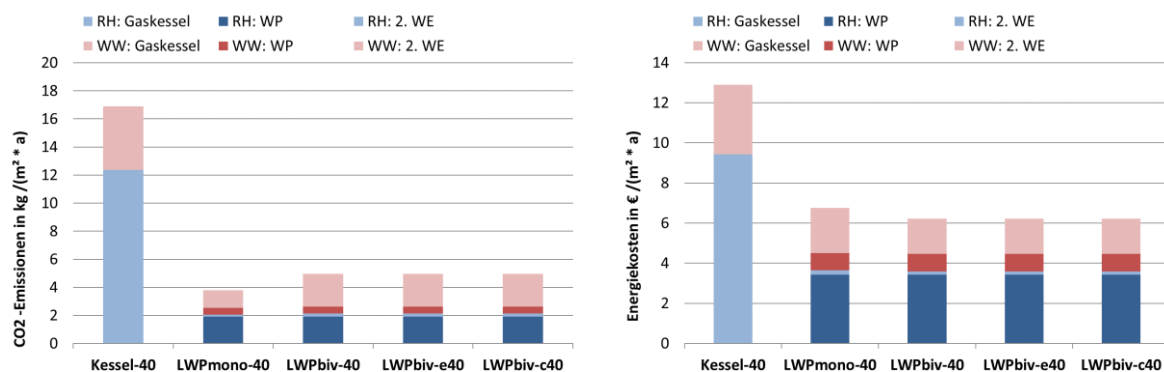 RH: Gaskessel RH: WP RH: 2. WE
WW: Gaskessel WW: WP WW: 2. WE
CO2 -Emissionen in kg /(m² * a)
20
18
16
14
12
10
8
6
4
2
0
Kessel-40 LWPmono-40 LWPbiv-40 LWPbiv-e40 LWPbiv-c40
RH: Gaskessel RH: WP RH: 2. WE
WW: Gaskessel WW: WP WW: 2. WE
Energiekosten in € /(m² * a)
14
12
10
8
6
4
2
0
Kessel-40 LWPmono-40 LWPbiv-40 LWPbiv-e40 LWPbiv-c40